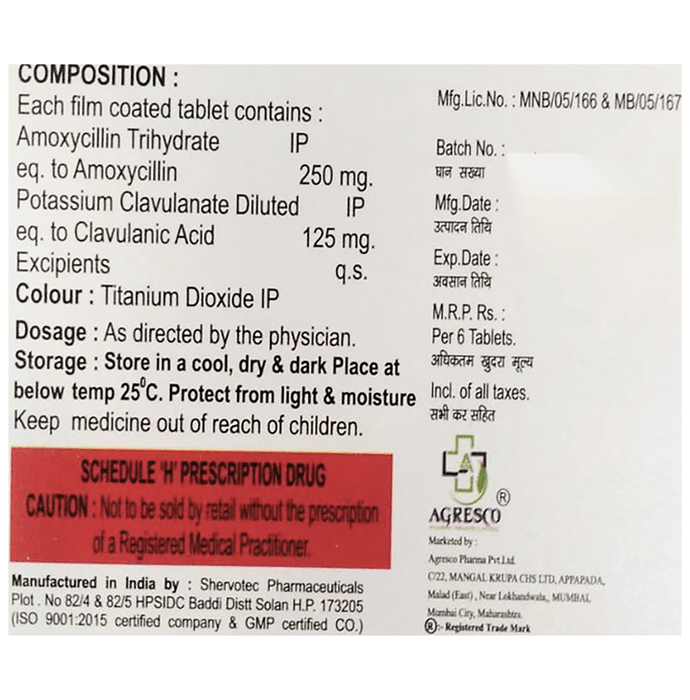 COMPOSITION :
Each film coated tablet contains :
Amoxycillin Trihydrate IP
eq. to Amoxycillin 250 mg.
Potassium Clavulanate Diluted IP
eq. to Clavulanic Acid 125 mg.
Excipients q.s.
Colour : Titanium Dioxide IP
Dosage : As directed by the physician.
Storage : Store in a cool, dry & dark Place at
below temp 25⁰C. Protect from light & moisture
Keep medicine out of reach of children.
SCHEDULE 'H' PRESCRIPTION DRUG
CAUTION : Not to be sold by retail without the prescription
of a Registered Medical Practitioner.
Manufactured in India by : Shervotec Pharmaceuticals
Plot . No 82/4 & 82/5 HPSIDC Baddi Distt Solan H.P. 173205
(ISO 9001:2015 certified company & GMP certified CO.)
Mfg.Lic.No. : MNB/05/166 & MB/05/167
Batch No. :
घान संख्या
Mfg.Date :
उत्पादन तिथि
Exp.Date :
अवसान तिथि
M.R.P. Rs. :
Per 6 Tablets.
अधिकतम खुदरा मूल्य
Incl. of all taxes.
सभी कर सहित
AGRESCO ®
Marketed by :
Agresco Pharma Pvt.Ltd.
C/22, MANGAL KRUPA CHS LTD, APPAPADA,
Malad (East) , Near Lokhandwala,, MUMBAI,
Mumbai City, Maharashtra.
®:- Registered Trade Mark